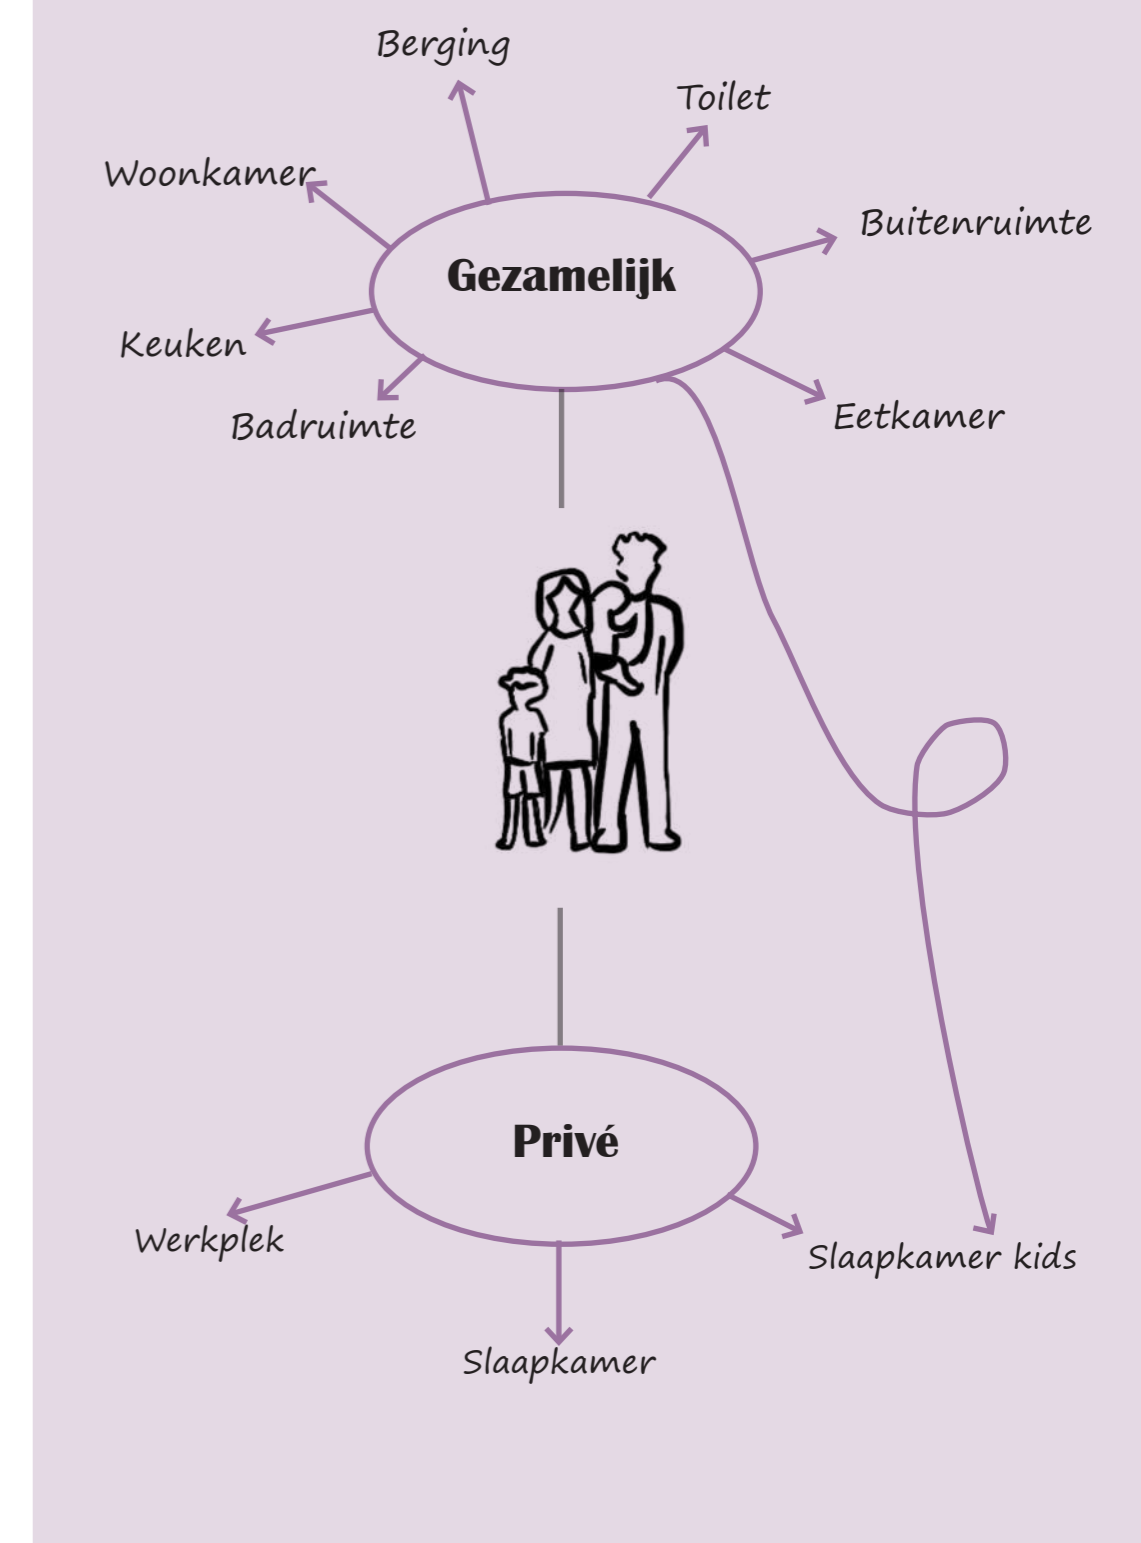 Berging
Toilet
Woonkamer
Buitenruimte
Gezamelijk
Keuken
Badruimte
Eetkamer
Privé
Werkplek
Slaapkamer kids
Slaapkamer